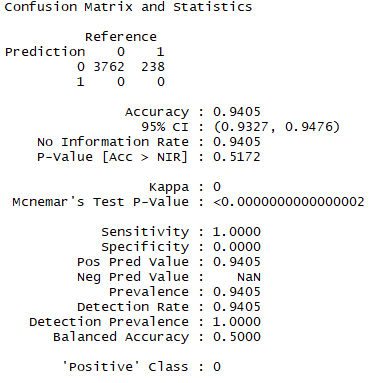 Confusion Matrix and Statistics
Reference
Prediction 0 1
0 3762 238
1 0 0
Accuracy : 0.9405
95% CI : (0.9327, 0.9476)
No Information Rate : 0.9405
P-Value [Acc > NIR] : 0.5172
Kappa : 0
Mcnemar's Test P-Value : <0.0000000000000002
Sensitivity : 1.0000
Specificity : 0.0000
Pos Pred Value : 0.9405
Neg Pred Value : NaN
Prevalence : 0.9405
Detection Rate : 0.9405
Detection Prevalence : 1.0000
Balanced Accuracy : 0.5000
'Positive' Class : 0